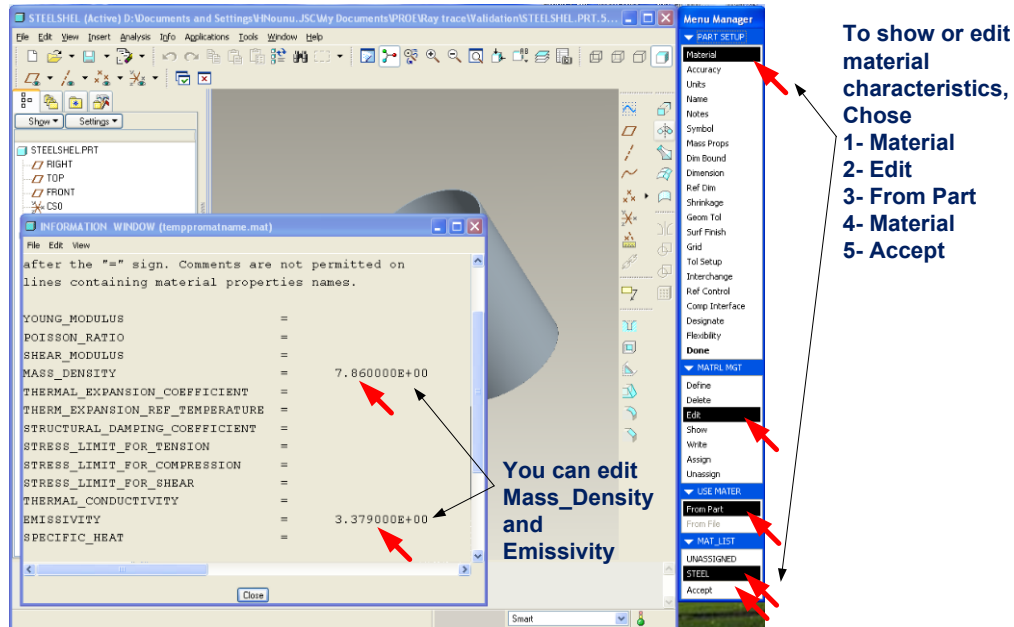 STEELSHEL (Active) D:\Documents and Settings\HNounu.JSC\My Documents\PROE\Ray trace\Validation\STEELSHEL.PRT.5...
File Edit View Insert Analysis Info Applications Tools Window Help
Show Settings
STEELSHEL.PRT
RIGHT
TOP
FRONT
CS0
INFORMATION WINDOW (temppromatname.mat)
File Edit View
after the "=" sign. Comments are not permitted on
lines containing material properties names.
YOUNG_MODULUS =
POISSON_RATIO =
SHEAR_MODULUS =
MASS_DENSITY = 7.860000E+00
THERMAL_EXPANSION_COEFFICIENT =
THERM_EXPANSION_REF_TEMPERATURE =
STRUCTURAL_DAMPING_COEFFICIENT =
STRESS_LIMIT_FOR_TENSION =
STRESS_LIMIT_FOR_COMPRESSION =
STRESS_LIMIT_FOR_SHEAR =
THERMAL_CONDUCTIVITY =
EMISSIVITY = 3.379000E+00
SPECIFIC_HEAT =
Close
You can edit
Mass_Density
and
Emissivity
Smart
Menu Manager
PART SETUP
Material
Accuracy
Units
Name
Notes
Symbol
Mass Props
Dim Bound
Dimension
Ref Dim
Shrinkage
Geom Tol
Surf Finish
Grid
Tol Setup
Interchange
Ref Control
Comp Interface
Designate
Flexibility
Done
MATRL MGT
Define
Delete
Edit
Show
Write
Assign
Unassign
USE MATER
From Part
From File
MAT_LIST
UNASSIGNED
STEEL
Accept
To show or edit
material
characteristics,
Chose
1- Material
2- Edit
3- From Part
4- Material
5- Accept